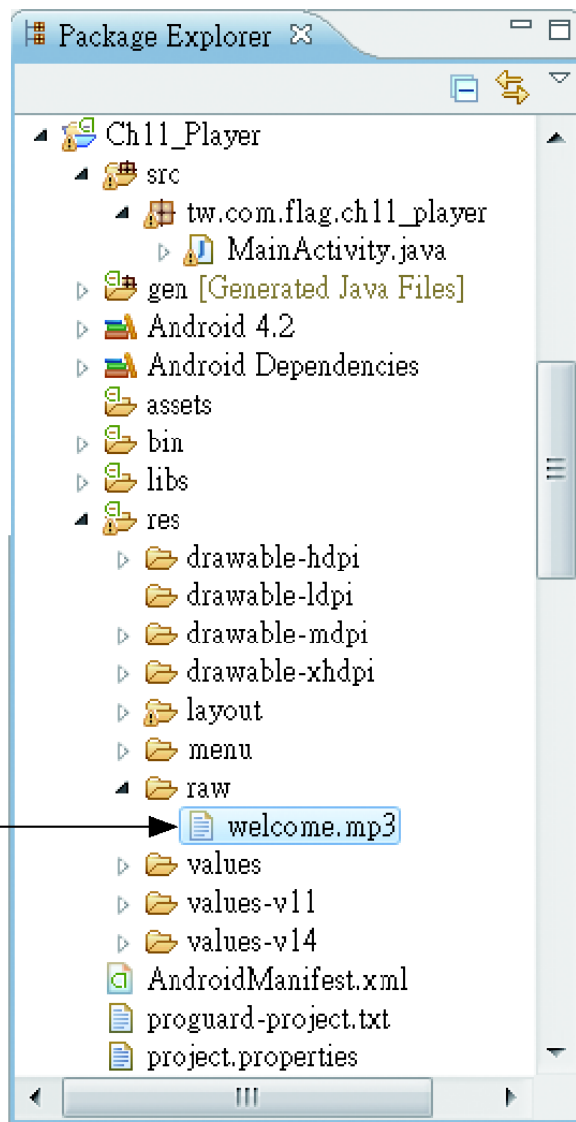 Package Explorer
Ch11_Player
src
tw.com.flag.ch11_player
MainActivity.java
gen [Generated Java Files]
Android 4.2
Android Dependencies
assets
bin
libs
res
drawable-hdpi
drawable-ldpi
drawable-mdpi
drawable-xhdpi
layout
menu
raw
welcome.mp3
values
values-v11
values-v14
AndroidManifest.xml
proguard-project.txt
project.properties